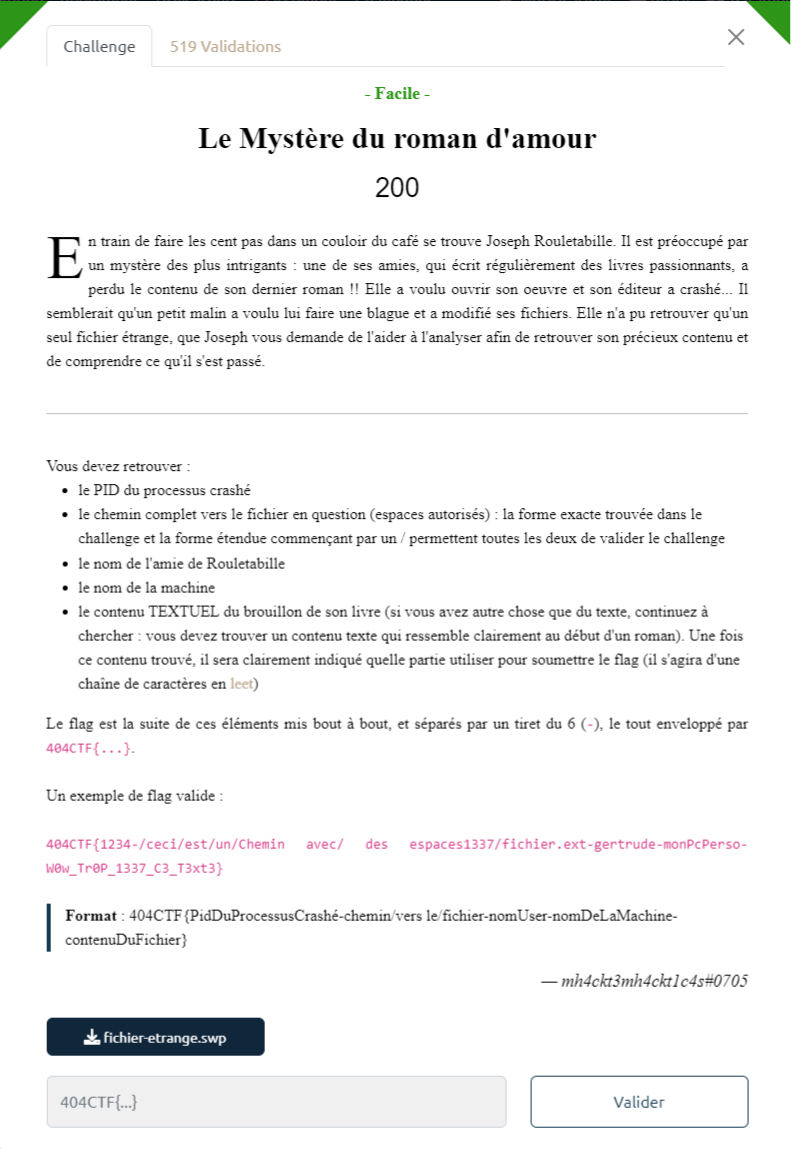 Challenge
519 Validations
- Facile -
Le Mystère du roman d'amour
200
En train de faire les cent pas dans un couloir du café se trouve Joseph Rouletabille. Il est préoccupé par
un mystère des plus intrigants : une de ses amies, qui écrit régulièrement des livres passionnants, a
perdu le contenu de son dernier roman !! Elle a voulu ouvrir son oeuvre et son éditeur a crashé... Il
semblerait qu'un petit malin a voulu lui faire une blague et a modifié ses fichiers. Elle n'a pu retrouver qu'un
seul fichier étrange, que Joseph vous demande de l'aider à l'analyser afin de retrouver son précieux contenu et
de comprendre ce qu'il s'est passé.
Vous devez retrouver :
• le PID du processus crashé
• le chemin complet vers le fichier en question (espaces autorisés) : la forme exacte trouvée dans le
challenge et la forme étendue commençant par un / permettent toutes les deux de valider le challenge
• le nom de l'amie de Rouletabille
• le nom de la machine
• le contenu TEXTUEL du brouillon de son livre (si vous avez autre chose que du texte, continuez à
chercher : vous devez trouver un contenu texte qui ressemble clairement au début d'un roman). Une fois
ce contenu trouvé, il sera clairement indiqué quelle partie utiliser pour soumettre le flag (il s'agira d'une
chaîne de caractères en leet)
Le flag est la suite de ces éléments mis bout à bout, et séparés par un tiret du 6 (-), le tout enveloppé par
404CTF{...}.
Un exemple de flag valide :
404CTF{1234-/ceci/est/un/Chemin avec/ des espaces1337/fichier.ext-gertrude-monPcPerso-
W0w_Tr0P_1337_C3_T3xt3}
Format : 404CTF{PidDuProcessusCrashé-chemin/vers le/fichier-nomUser-nomDeLaMachine-
contenuDuFichier}
— mh4ckt3mh4ckt1c4s#0705
fichier-etrange.swp
404CTF{...}
Valider